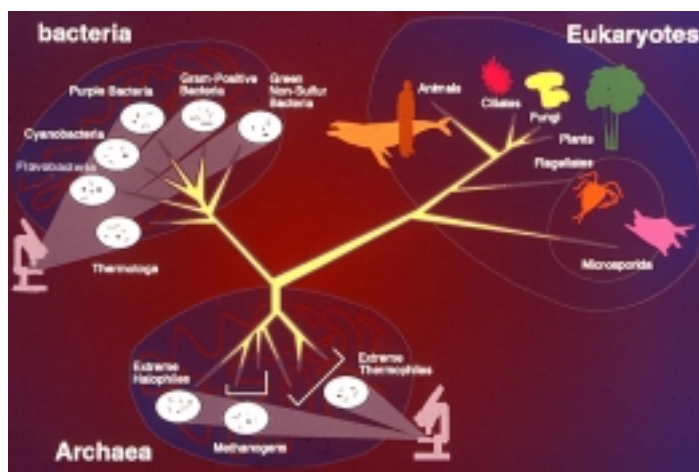 bacteria
Eukaryotes
Purple Bacteria
Gram-Positive
Bacteria
Green
Non-Sulfur
Bacteria
Cyanobacteria
Flavobacteria
Thermotoga
Animals
Ciliates
Fungi
Plants
Flagellates
Microsporidia
Extreme
Halophiles
Methanogens
Extreme
Thermophiles
Archaea